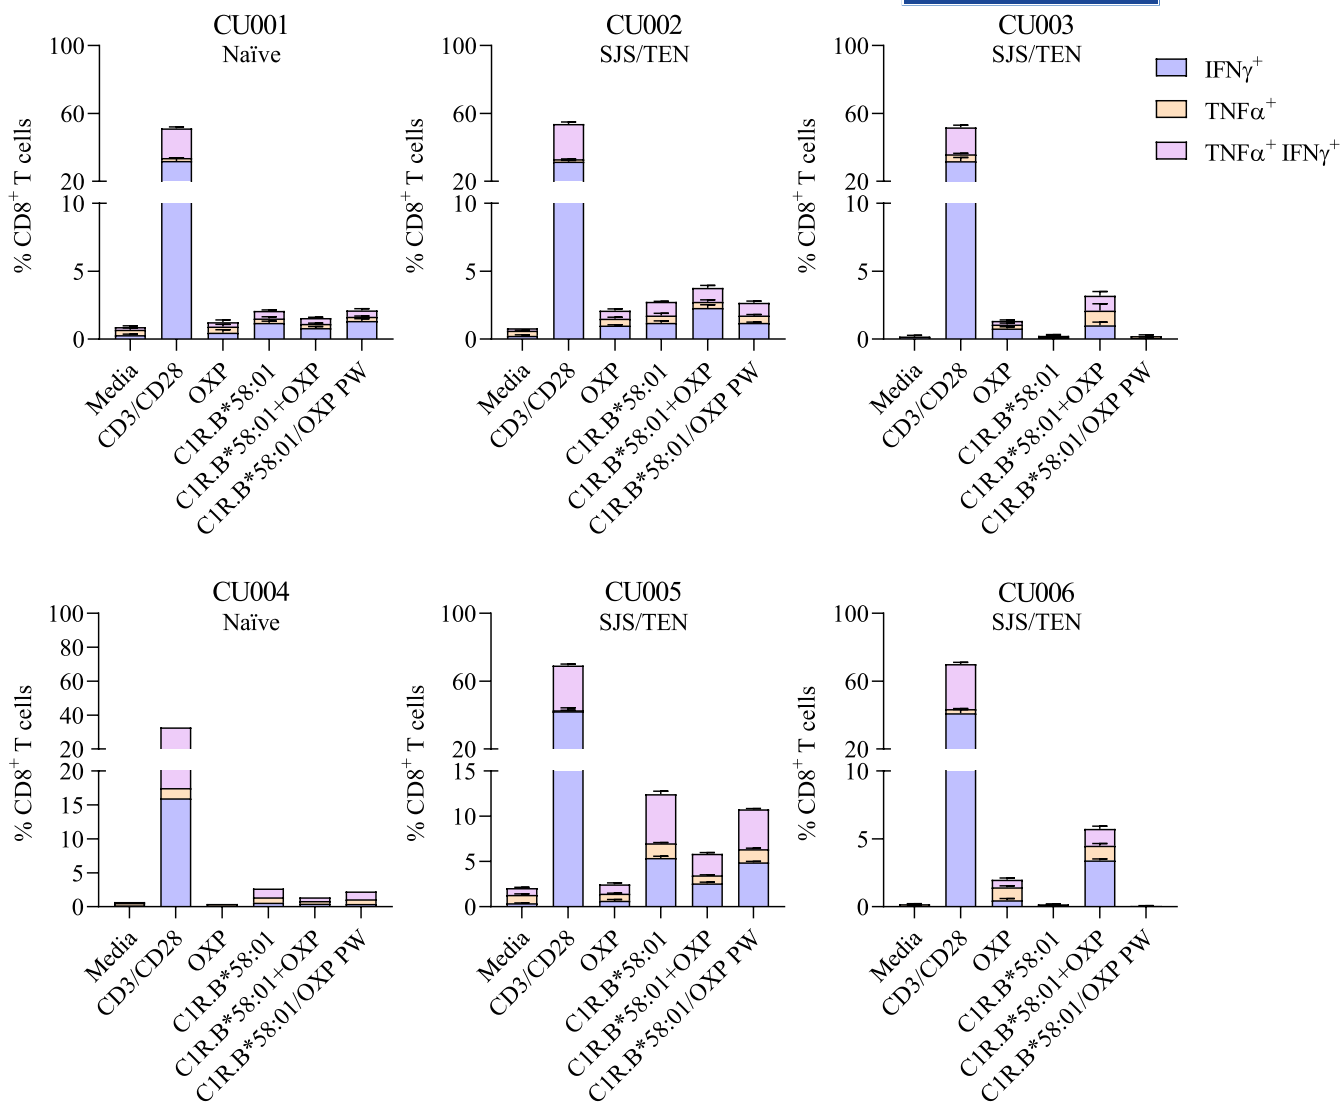 CU001
Naïve
% CD8+ T cells
100
60
20
10
5
0
Media
CD3/CD28
OXP
C1R.B*58:01
C1R.B*58:01+OXP
C1R.B*58:01/OXP PW
CU002
SJS/TEN
% CD8+ T cells
100
60
20
10
5
0
Media
CD3/CD28
OXP
C1R.B*58:01
C1R.B*58:01+OXP
C1R.B*58:01/OXP PW
CU003
SJS/TEN
% CD8+ T cells
100
60
20
10
5
0
Media
CD3/CD28
OXP
C1R.B*58:01
C1R.B*58:01+OXP
C1R.B*58:01/OXP PW
IFNγ+
TNFα+
TNFα+ IFNγ+
CU004
Naïve
% CD8+ T cells
100
80
60
40
20
20
15
10
5
0
Media
CD3/CD28
OXP
C1R.B*58:01
C1R.B*58:01+OXP
C1R.B*58:01/OXP PW
CU005
SJS/TEN
% CD8+ T cells
100
60
20
15
10
5
0
Media
CD3/CD28
OXP
C1R.B*58:01
C1R.B*58:01+OXP
C1R.B*58:01/OXP PW
CU006
SJS/TEN
% CD8+ T cells
100
60
20
10
5
0
Media
CD3/CD28
OXP
C1R.B*58:01
C1R.B*58:01+OXP
C1R.B*58:01/OXP PW